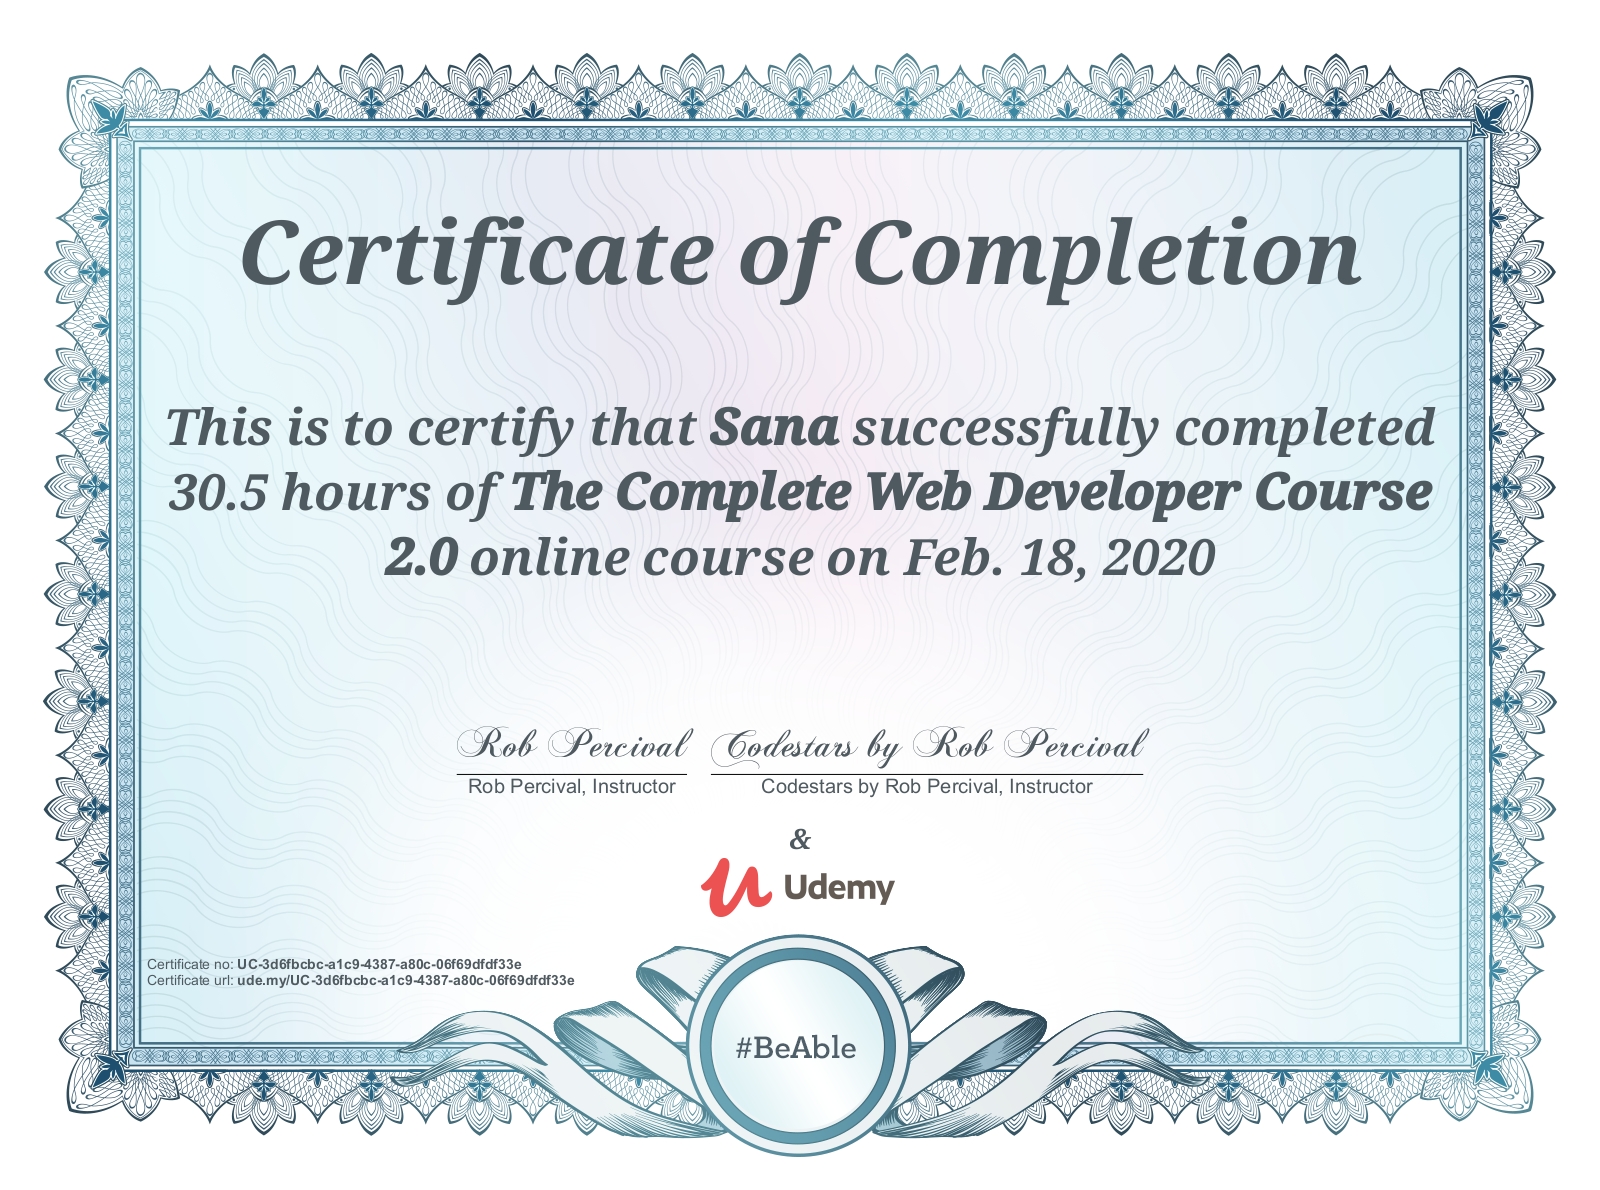 Certificate of Completion
This is to certify that Sana successfully completed
30.5 hours of The Complete Web Developer Course
2.0 online course on Feb. 18, 2020
Rob Percival
Rob Percival, Instructor
Codestars by Rob Percival
Codestars by Rob Percival, Instructor
&
Udemy
Certificate no: UC-3d6fbcbc-a1c9-4387-a80c-06f69dfdf33e
Certificate url: ude.my/UC-3d6fbcbc-a1c9-4387-a80c-06f69dfdf33e
#BeAble